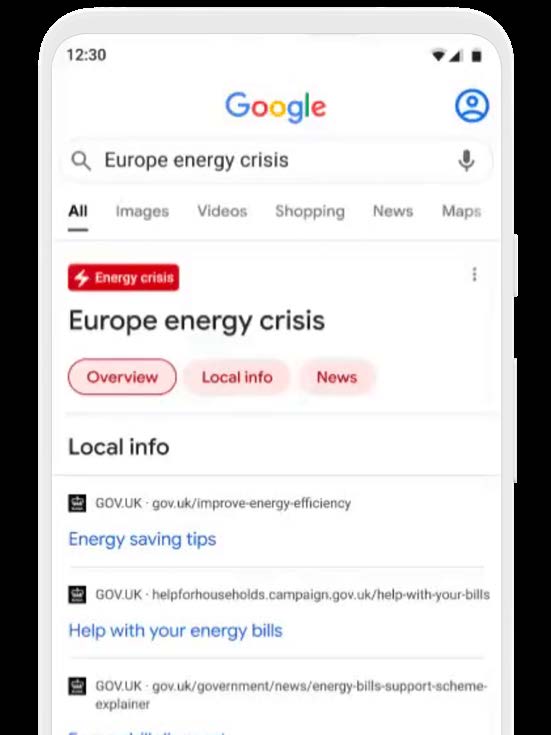 12:30
Google
Europe energy crisis
All Images Videos Shopping News Maps
Energy crisis
Europe energy crisis
Overview Local info News
Local info
GOV.UK · gov.uk/improve-energy-efficiency
Energy saving tips
GOV.UK · helpforhouseholds.campaign.gov.uk/help-with-your-bills
Help with your energy bills
GOV.UK · gov.uk/government/news/energy-bills-support-scheme-
explainer